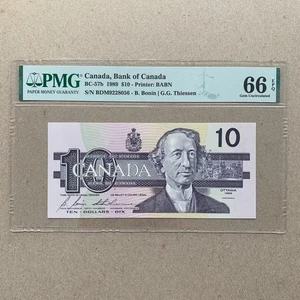 PMG
PAPER MONEY GUARANTY
Canada, Bank of Canada
BC-57b 1989 $10 - Printer: BABN
S/N BDM9228056 - B. Bonin | G.G. Thiessen
66 EPQ
Gem Uncirculated
10
10
CANADA
OTTAWA
1989
TEN • DOLLARS • DIX